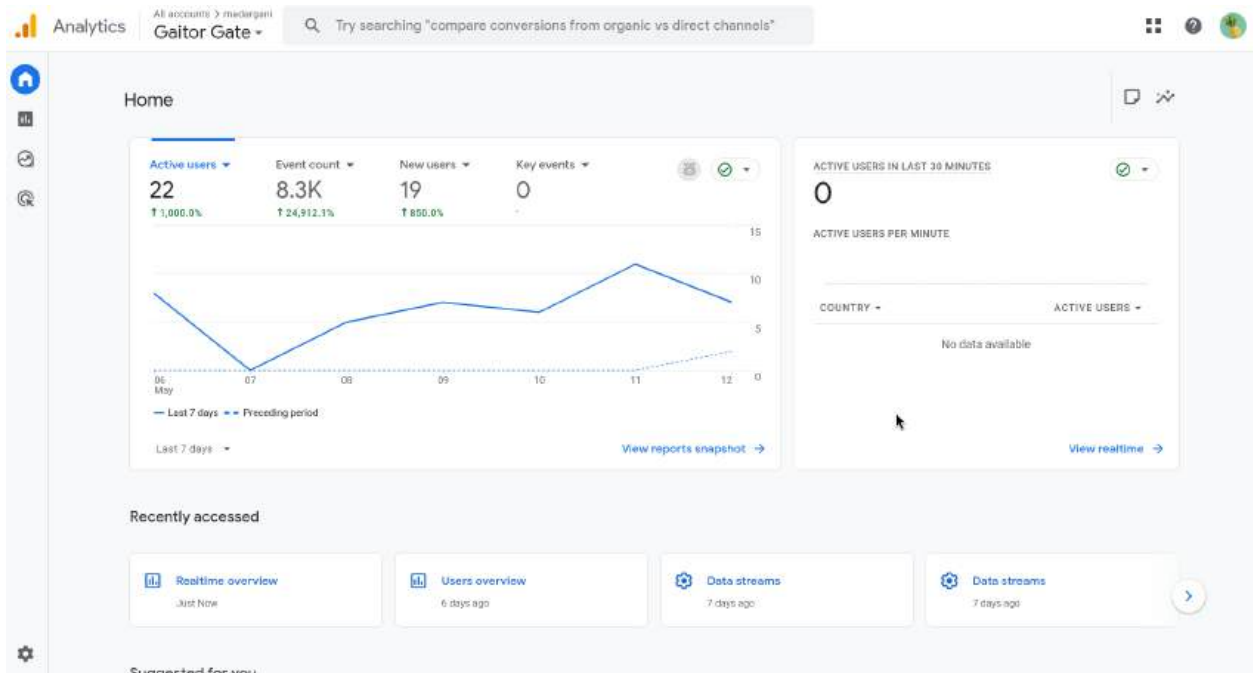 All accounts > madargani
Analytics
Gaitor Gate
Try searching "compare conversions from organic vs direct channels"
Home
Active users
Event count
New users
Key events
22
8.3K
19
0
↑ 1,000.0%
↑ 24,912.1%
↑ 850.0%
-
15
10
5
0
06
May
07
08
09
10
11
12
Last 7 days
Preceding period
Last 7 days
View reports snapshot →
ACTIVE USERS IN LAST 30 MINUTES
0
ACTIVE USERS PER MINUTE
COUNTRY
ACTIVE USERS
No data available
View realtime →
Recently accessed
Realtime overview
Just Now
Users overview
6 days ago
Data streams
7 days ago
Data streams
7 days ago
Suggested for you